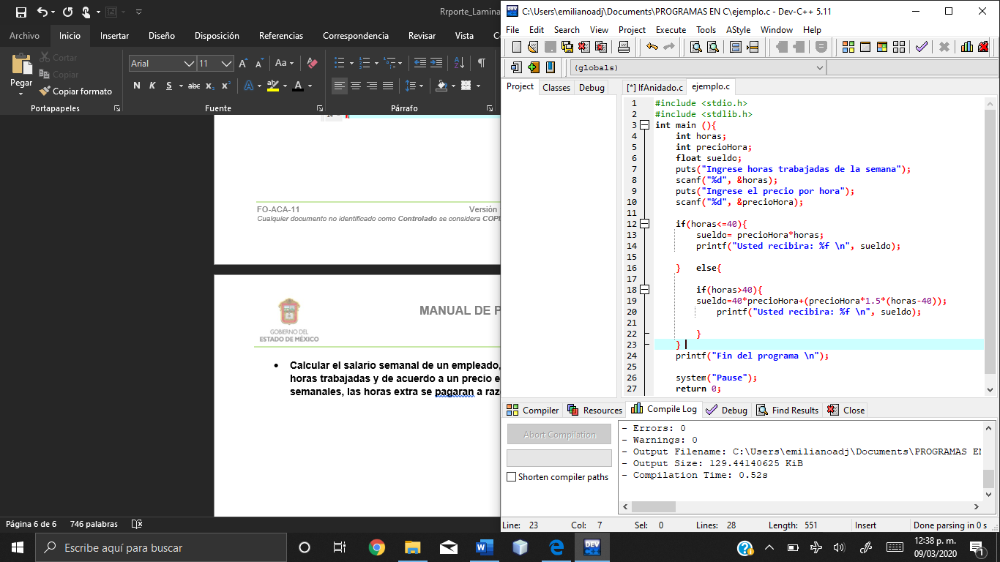 Rrporte_Lamina
Archivo Inicio Insertar Diseño Disposición Referencias Correspondencia Revisar Vista
Pegar
Cortar
Copiar
Copiar formato
Portapapeles
Arial 11
Aa
N K S abc x₂ x²
Fuente
Párrafo
FO-ACA-11 Versión
Cualquier documento no identificado como Controlado se considera COPI
GOBIERNO DEL
ESTADO DE MÉXICO
MANUAL DE P
• Calcular el salario semanal de un empleado,
horas trabajadas y de acuerdo a un precio e
semanales, las horas extra se pagaran a raz
Página 6 de 6 746 palabras
C:\Users\emilianoadj\Documents\PROGRAMAS EN C\ejemplo.c - Dev-C++ 5.11
File Edit Search View Project Execute Tools AStyle Window Help
(globals)
Project Classes Debug
[*] IfAnidado.c ejemplo.c
1 #include <stdio.h>
2 #include <stdlib.h>
3 int main (){
4 int horas;
5 int precioHora;
6 float sueldo;
7 puts("Ingrese horas trabajadas de la semana");
8 scanf("%d", &horas);
9 puts("Ingrese el precio por hora");
10 scanf("%d", &precioHora);
11
12 if(horas<=40){
13 sueldo= precioHora*horas;
14 printf("Usted recibira: %f \n", sueldo);
15
16 } else{
17
18 if(horas>40){
19 sueldo=40*precioHora+(precioHora*1.5*(horas-40));
20 printf("Usted recibira: %f \n", sueldo);
21
22 }
23 }
24 printf("Fin del programa \n");
25
26 system("Pause");
27 return 0;
Compiler Resources Compile Log Debug Find Results Close
Abort Compilation
Shorten compiler paths
- Errors: 0
- Warnings: 0
- Output Filename: C:\Users\emilianoadj\Documents\PROGRAMAS EN
- Output Size: 129.44140625 KiB
- Compilation Time: 0.52s
Line: 23 Col: 7 Sel: 0 Lines: 28 Length: 551 Insert Done parsing in 0 s
Escribe aquí para buscar
DEV
C++
12:38 p. m.
09/03/2020
1